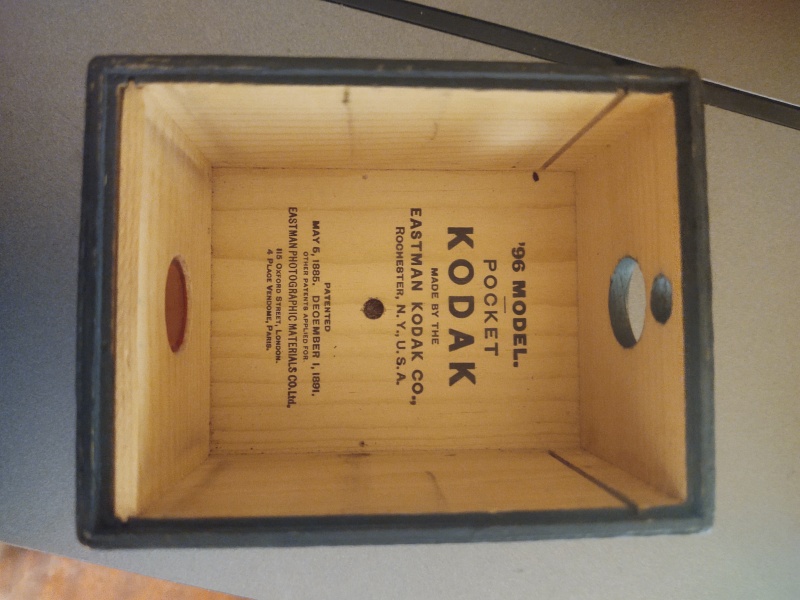 '96 MODEL.
POCKET
KODAK
MADE BY THE
EASTMAN KODAK CO.,
ROCHESTER, N. Y., U. S. A.
PATENTED
MAY 5, 1885. DECEMBER 1, 1891.
OTHER PATENTS APPLIED FOR.
EASTMAN PHOTOGRAPHIC MATERIALS CO. Ltd.
115 OXFORD STREET, LONDON.
4 PLACE VENDOME, PARIS.